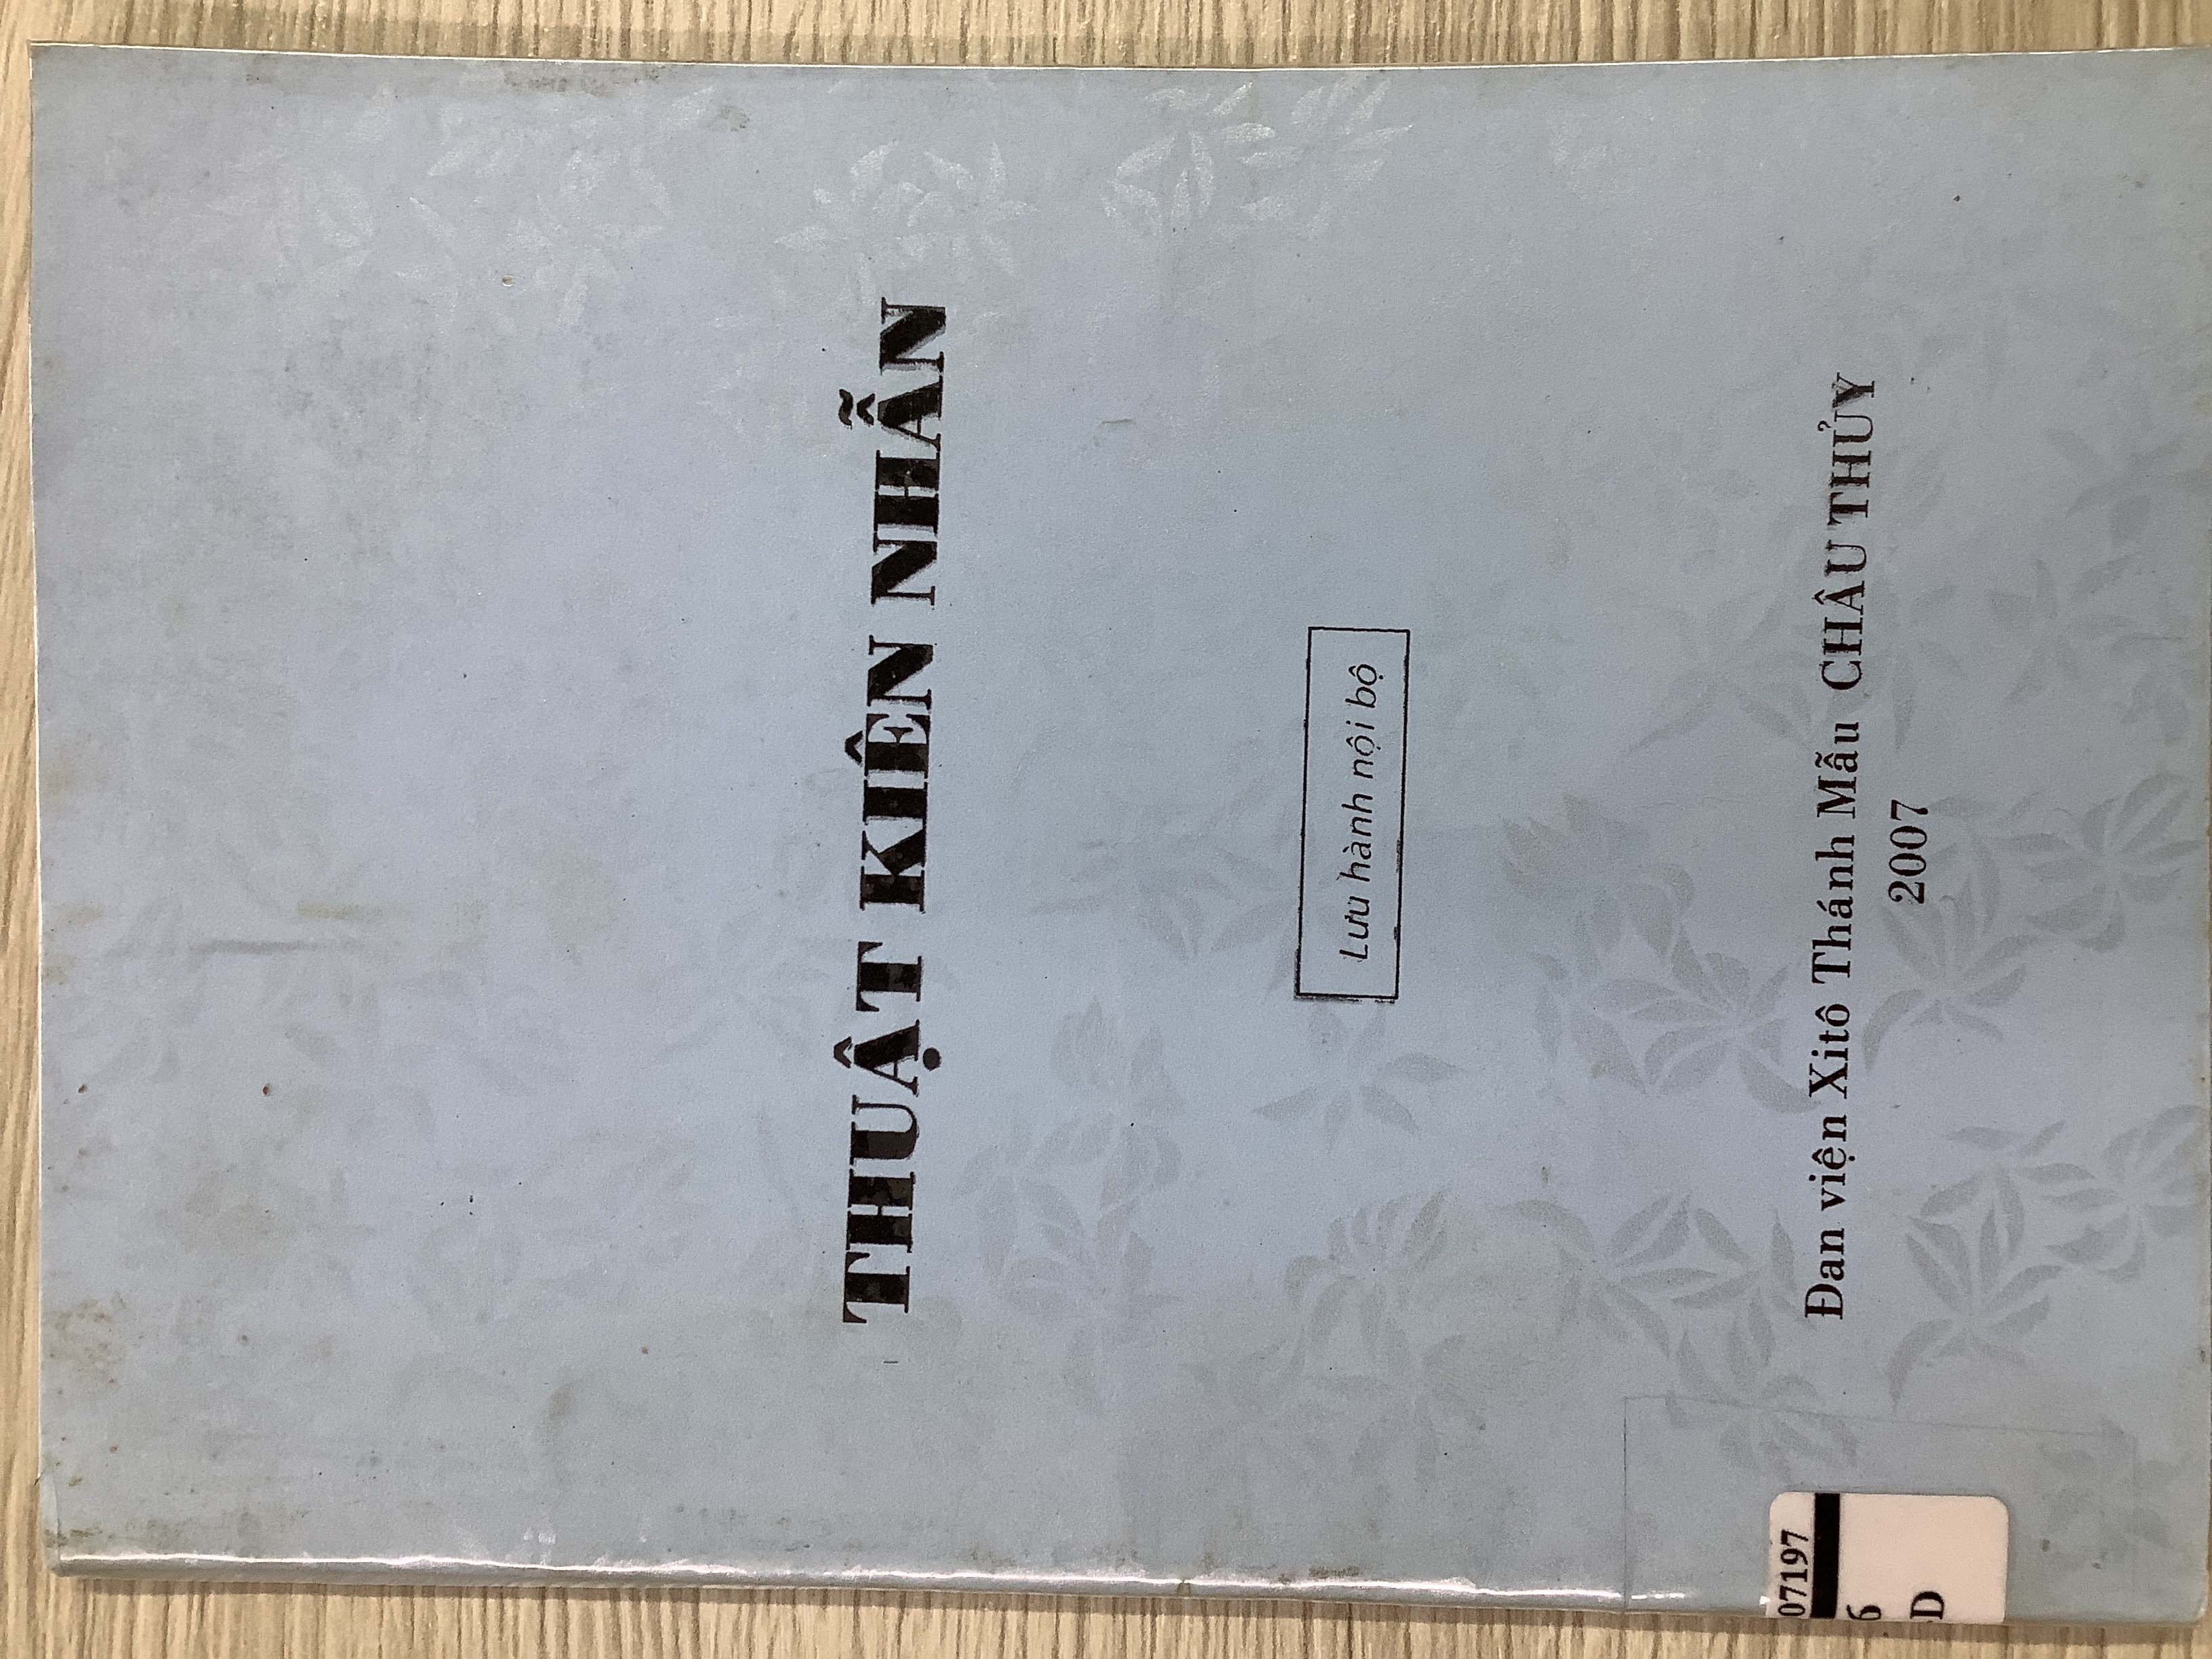 THUẬT KIÊN NHẪN
Lưu hành nội bộ
Đan viện Xitô Thánh Mẫu CHÂU THỦY
2007
07197
6
D